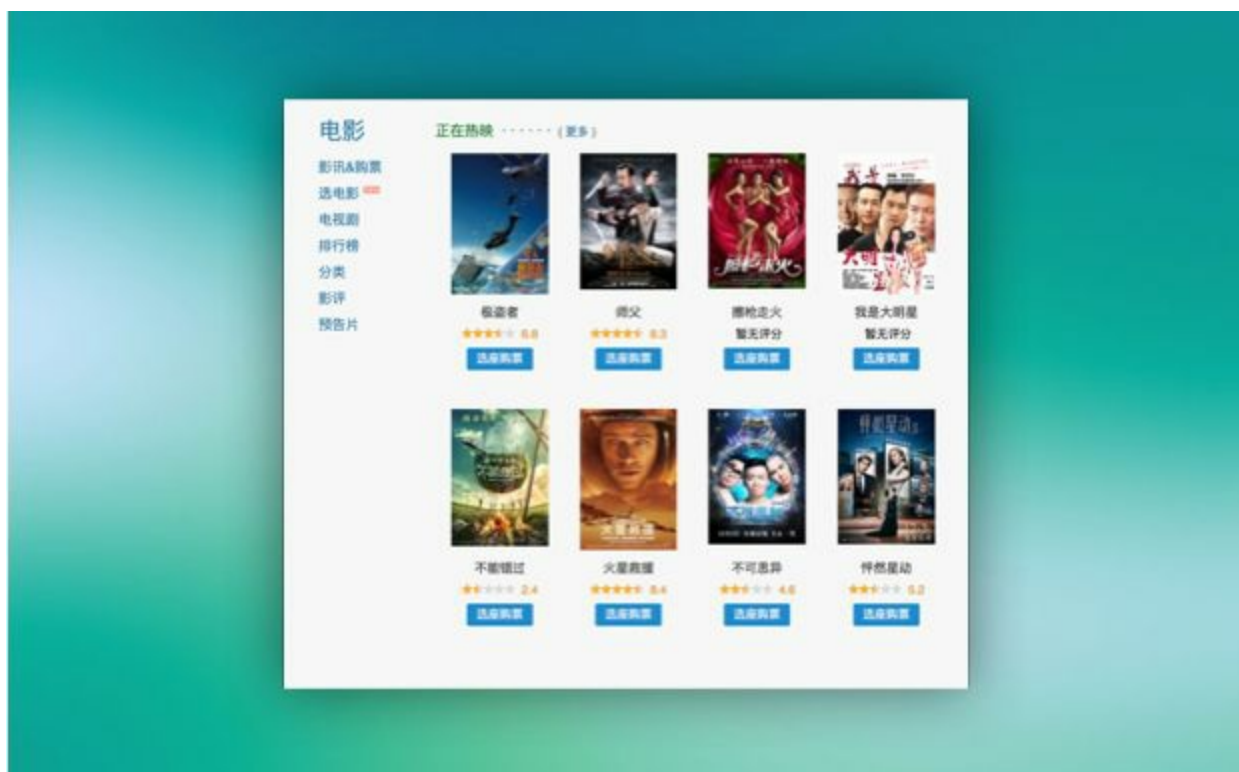 电影
影讯&购票
选电影
电视剧
排行榜
分类
影评
预告片
正在热映 · · · · · · ( 更多 )
极盗者
师父
擦枪走火
我是大明星
6.8
8.3
暂无评分
暂无评分
选座购票
选座购票
选座购票
选座购票
火星救援
不能错过
火星救援
不可思异
怦然星动
2.4
8.4
4.6
5.2
选座购票
选座购票
选座购票
选座购票